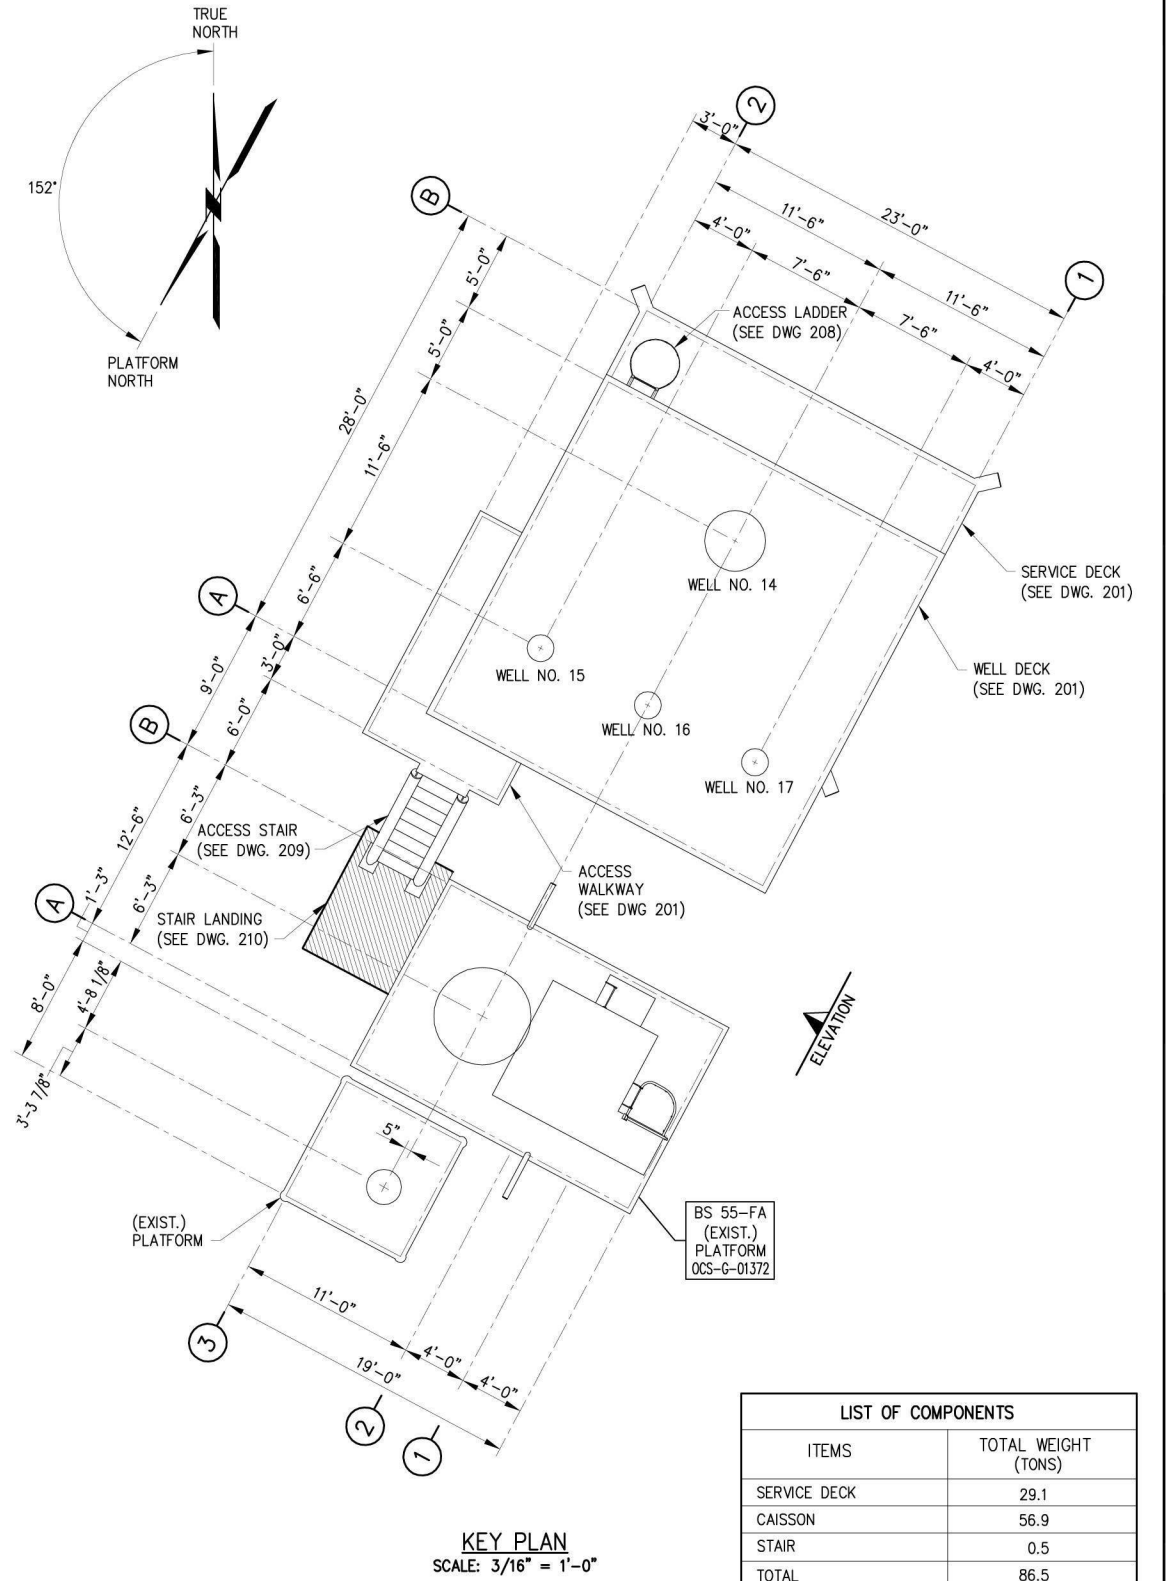 TRUE
NORTH
152°
PLATFORM
NORTH
N
2
3'-0"
B
23'-0"
11'-6"
4'-0"
7'-6"
1
11'-6"
7'-6"
4'-0"
5'-0"
5'-0"
28'-0"
11'-6"
ACCESS LADDER
(SEE DWG 208)
WELL NO. 14
SERVICE DECK
(SEE DWG. 201)
A
6'-6"
WELL NO. 15
WELL DECK
(SEE DWG. 201)
9'-0"
3'-0"
6'-0"
B
WELL NO. 16
WELL NO. 17
12'-6"
6'-3"
6'-3"
1'-3"
A
ACCESS STAIR
(SEE DWG. 209)
ACCESS
WALKWAY
(SEE DWG 201)
STAIR LANDING
(SEE DWG. 210)
8'-0"
4'-8 1/8"
3'-3 7/8"
ELEVATION
5"
(EXIST.)
PLATFORM
BS 55-FA
(EXIST.)
PLATFORM
OCS-G-01372
11'-0"
4'-0"
4'-0"
19'-0"
3
2
1
KEY PLAN
SCALE: 3/16" = 1'-0"
LIST OF COMPONENTS
ITEMS TOTAL WEIGHT
(TONS)
SERVICE DECK 29.1
CAISSON 56.9
STAIR 0.5
TOTAL 86.5